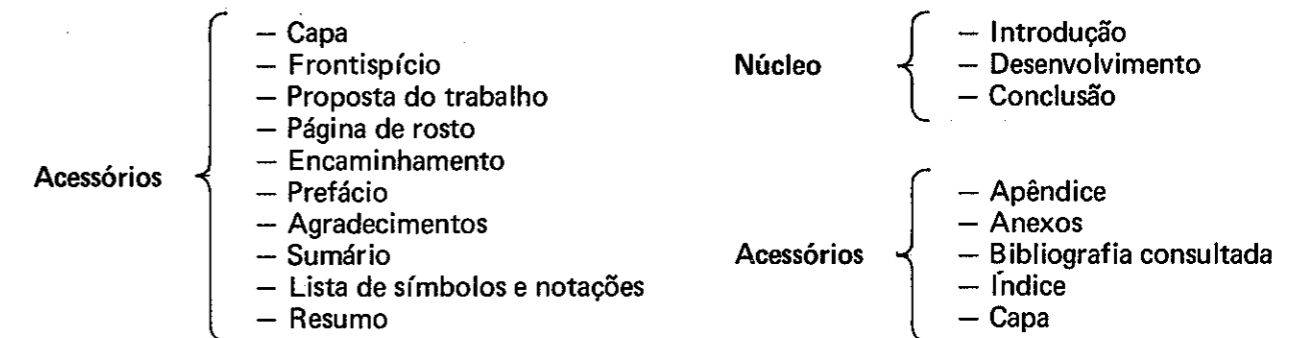 Acessórios
— Capa
— Frontispício
— Proposta do trabalho
— Página de rosto
— Encaminhamento
— Prefácio
— Agradecimentos
— Sumário
— Lista de símbolos e notações
— Resumo
Núcleo
— Introdução
— Desenvolvimento
— Conclusão
Acessórios
— Apêndice
— Anexos
— Bibliografia consultada
— Índice
— Capa